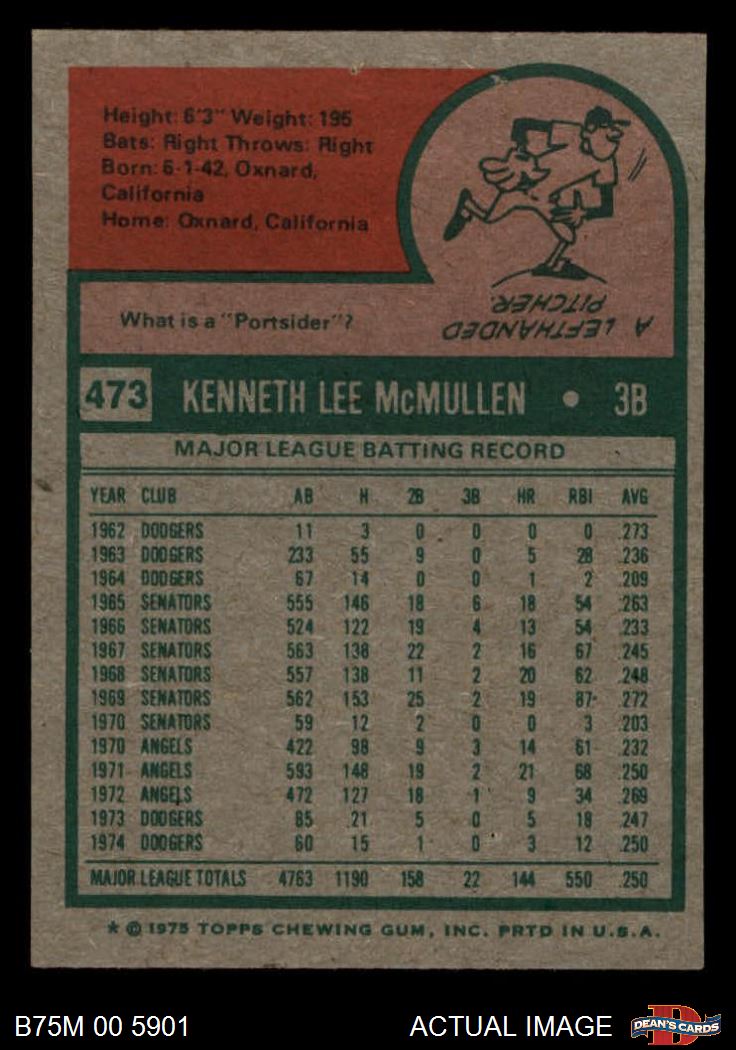 Height: 6'3" Weight: 195
Bats: Right Throws: Right
Born: 6-1-42, Oxnard,
California
Home: Oxnard, California
What is a "Portsider"?
A LEFTHANDED
PITCHER.
473 KENNETH LEE McMULLEN • 3B
MAJOR LEAGUE BATTING RECORD
YEAR CLUB AB H 2B 3B HR RBI AVG
1962 DODGERS 11 3 0 0 0 0 .273
1963 DODGERS 233 55 9 0 5 28 .236
1964 DODGERS 67 14 0 0 1 2 .209
1965 SENATORS 555 146 18 6 18 54 .263
1966 SENATORS 524 122 19 4 13 54 .233
1967 SENATORS 563 138 22 2 16 67 .245
1968 SENATORS 557 138 11 2 20 62 .248
1969 SENATORS 562 153 25 2 19 87 .272
1970 SENATORS 59 12 2 0 0 3 .203
1970 ANGELS 422 98 9 3 14 61 .232
1971 ANGELS 593 148 19 2 21 68 .250
1972 ANGELS 472 127 18 1 9 34 .269
1973 DODGERS 85 21 5 0 5 18 .247
1974 DODGERS 60 15 1 0 3 12 .250
MAJOR LEAGUE TOTALS 4763 1190 158 22 144 550 .250
* © 1975 TOPPS CHEWING GUM, INC. PRTD IN U.S.A.
B75M 00 5901 ACTUAL IMAGE
D
DEAN'S CARDS